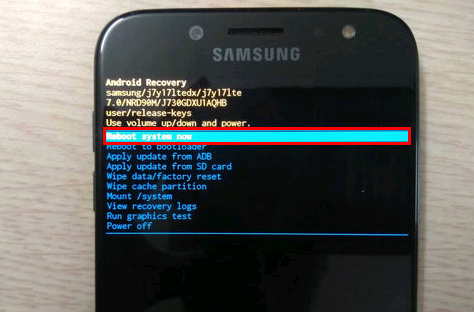 SAMSUNG
Android Recovery
samsung/j7y17ltedx/j7y17lte
7.0/NRD90M/J730GDXU1AQHB
user/release-keys
Use volume up/down and power.
Reboot system now
Reboot to bootloader
Apply update from ADB
Apply update from SD card
Wipe data/factory reset
Wipe cache partition
Mount /system
View recovery logs
Run graphics test
Power off